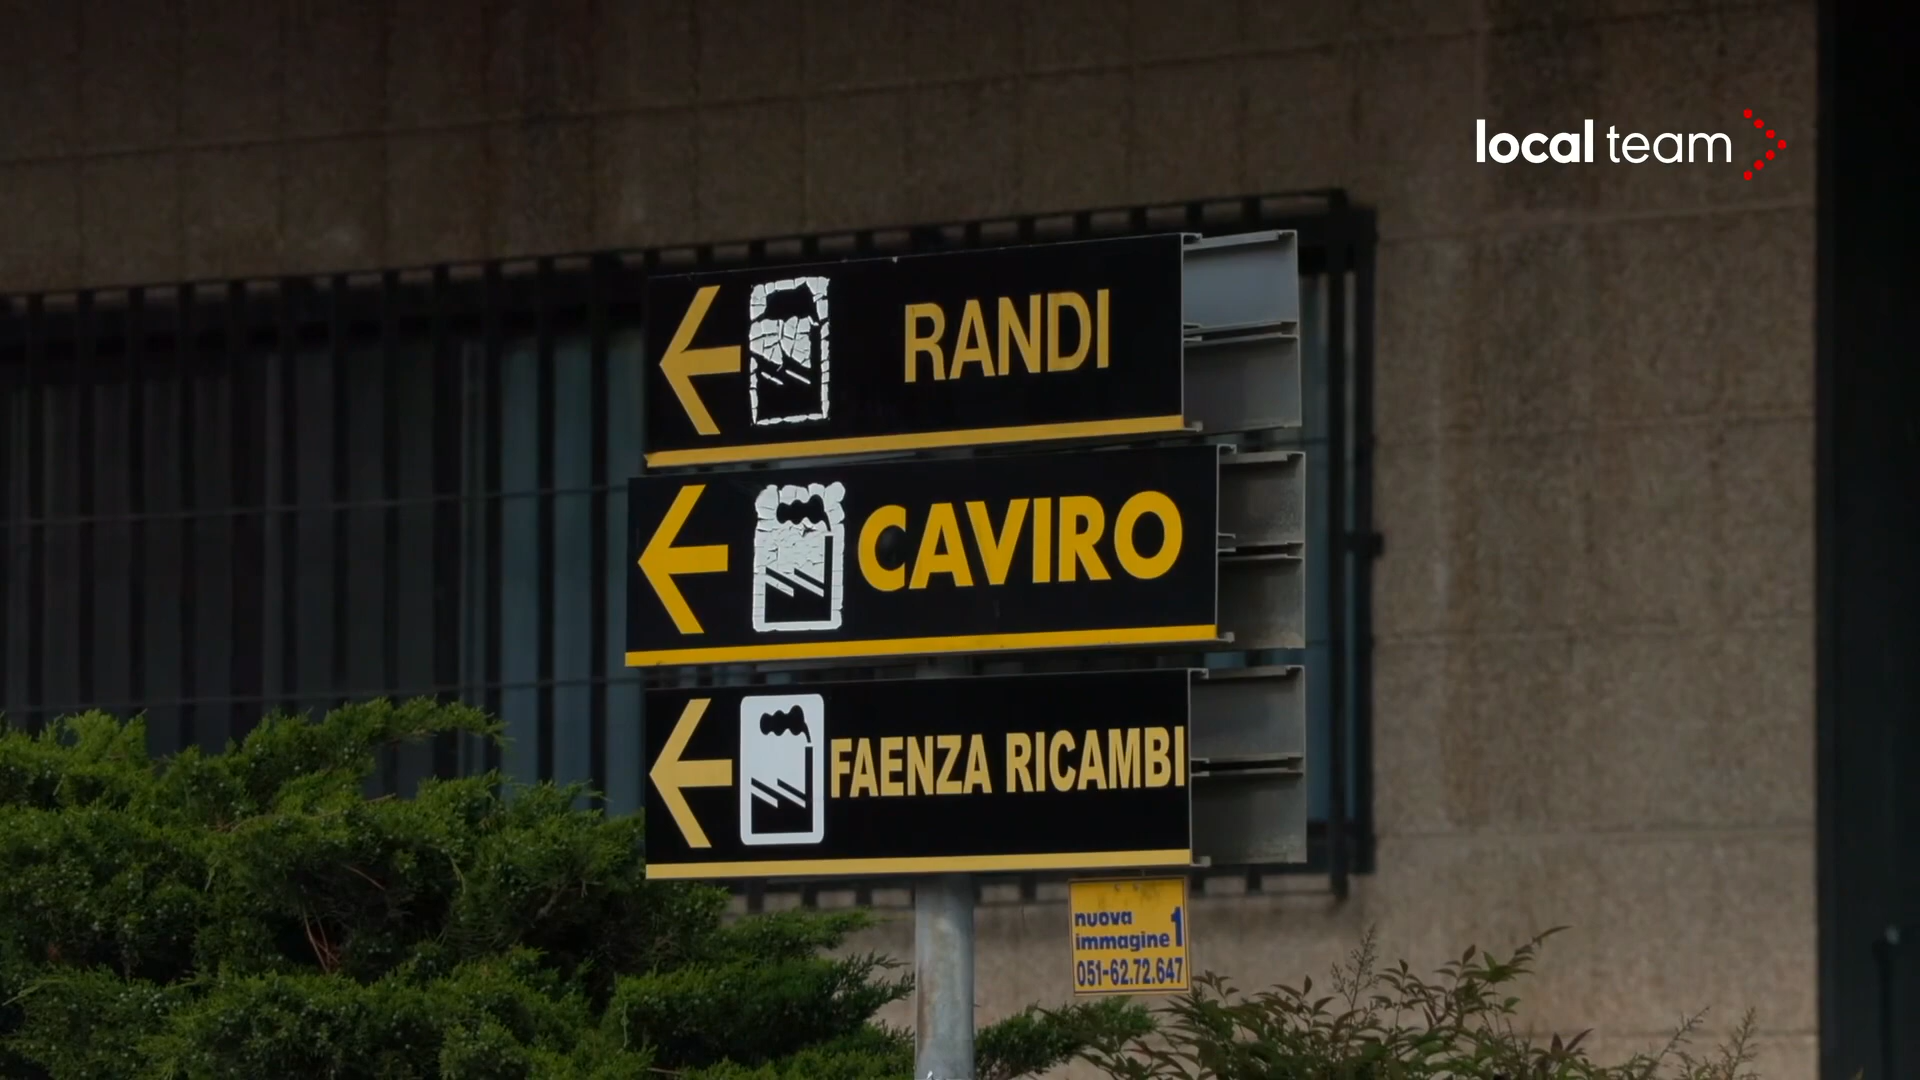 local team
RANDI
CAVIRO
FAENZA RICAMBI
nuova
immagine 1
051-62.72.647